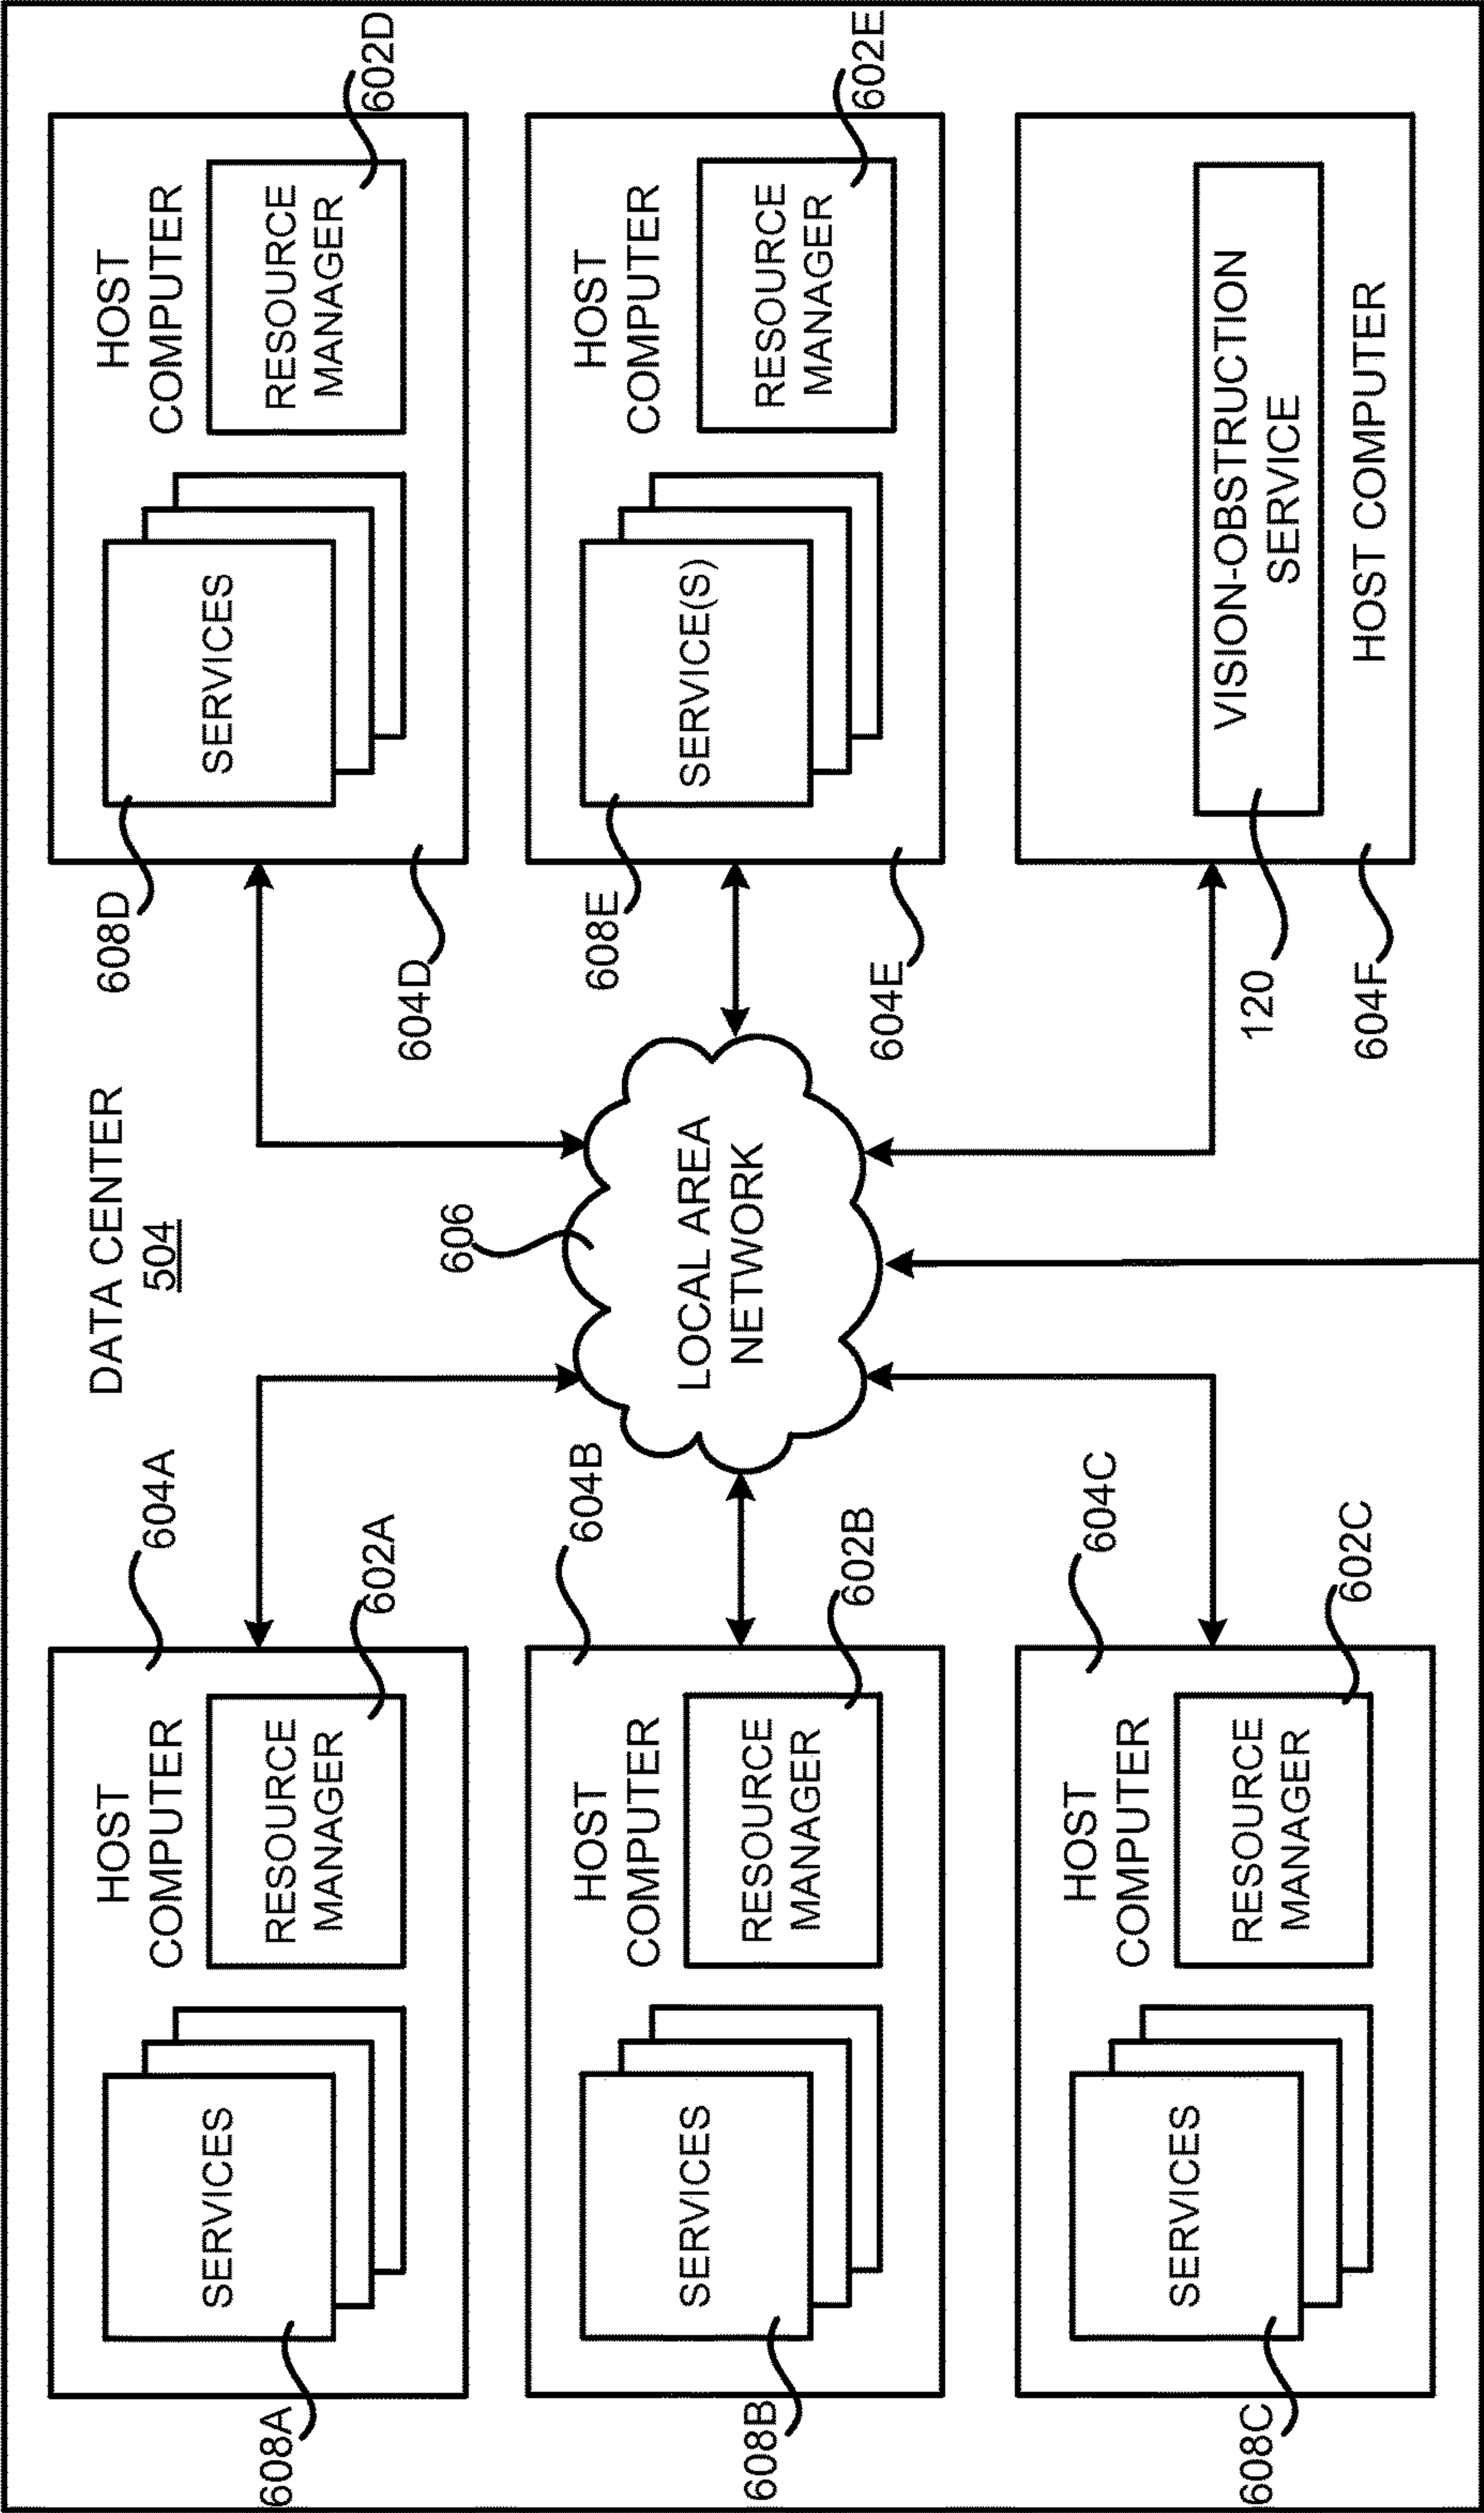 DATA CENTER
504
604A
HOST
COMPUTER
SERVICES
RESOURCE
MANAGER
602A
608A
604B
HOST
COMPUTER
SERVICES
RESOURCE
MANAGER
602B
608B
604C
HOST
COMPUTER
SERVICES
RESOURCE
MANAGER
602C
608C
606
LOCAL AREA
NETWORK
608D
HOST
COMPUTER
SERVICES
RESOURCE
MANAGER
602D
604D
608E
HOST
COMPUTER
SERVICE(S)
RESOURCE
MANAGER
602E
604E
VISION-OBSTRUCTION
SERVICE
120
HOST COMPUTER
604F